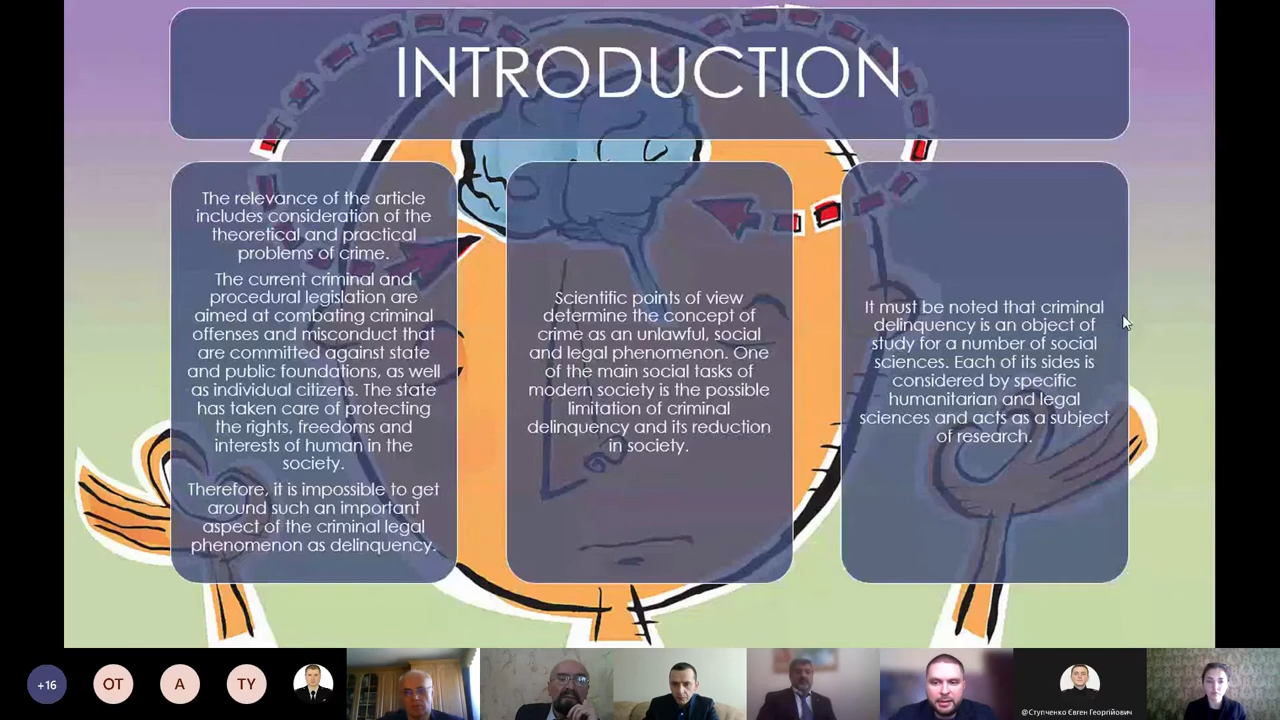 INTRODUCTION
The relevance of the article
includes consideration of the
theoretical and practical
problems of crime.
The current criminal and
procedural legislation are
aimed at combating criminal
offenses and misconduct that
are committed against state
and public foundations, as well
as individual citizens. The state
has taken care of protecting
the rights, freedoms and
interests of human in the
society.
Therefore, it is impossible to get
around such an important
aspect of the criminal legal
phenomenon as delinquency.
Scientific points of view
determine the concept of
crime as an unlawful, social
and legal phenomenon. One
of the main social tasks of
modern society is the possible
limitation of criminal
delinquency and its reduction
in society.
It must be noted that criminal
delinquency is an object of
study for a number of social
sciences. Each of its sides is
considered by specific
humanitarian and legal
sciences and acts as a subject
of research.
+16
OT
A
TY
@Ступченко Євген Георгійович